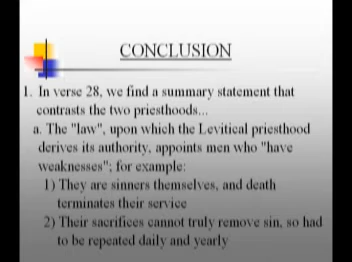 CONCLUSION
1. In verse 28, we find a summary statement that
contrasts the two priesthoods...
a. The "law", upon which the Levitical priesthood
derives its authority, appoints men who "have
weaknesses"; for example:
1) They are sinners themselves, and death
terminates their service
2) Their sacrifices cannot truly remove sin, so had
to be repeated daily and yearly